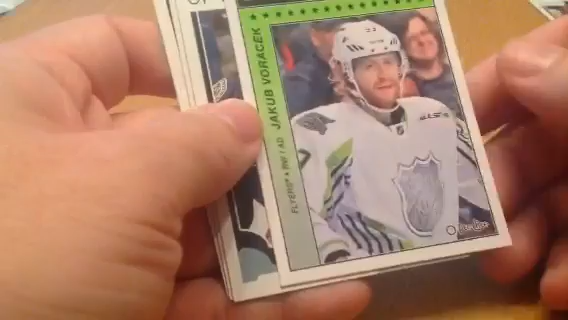 JAKUB VORACEK
FLYERS • RW / AD
O-Pee-Chee